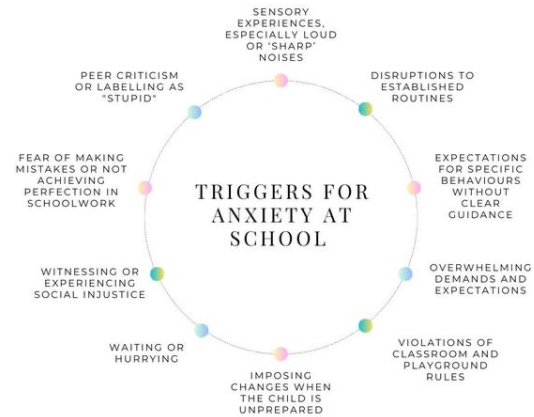 SENSORY
EXPERIENCES,
ESPECIALLY LOUD
OR 'SHARP'
NOISES
DISRUPTIONS TO
ESTABLISHED
ROUTINES
EXPECTATIONS
FOR SPECIFIC
BEHAVIOURS
WITHOUT
CLEAR
GUIDANCE
OVERWHELMING
DEMANDS AND
EXPECTATIONS
VIOLATIONS OF
CLASSROOM AND
PLAYGROUND
RULES
IMPOSING
CHANGES WHEN
THE CHILD IS
UNPREPARED
WAITING OR
HURRYING
WITNESSING OR
EXPERIENCING
SOCIAL INJUSTICE
FEAR OF MAKING
MISTAKES OR NOT
ACHIEVING
PERFECTION IN
SCHOOLWORK
PEER CRITICISM
OR LABELLING AS
"STUPID"
TRIGGERS FOR
ANXIETY AT
SCHOOL